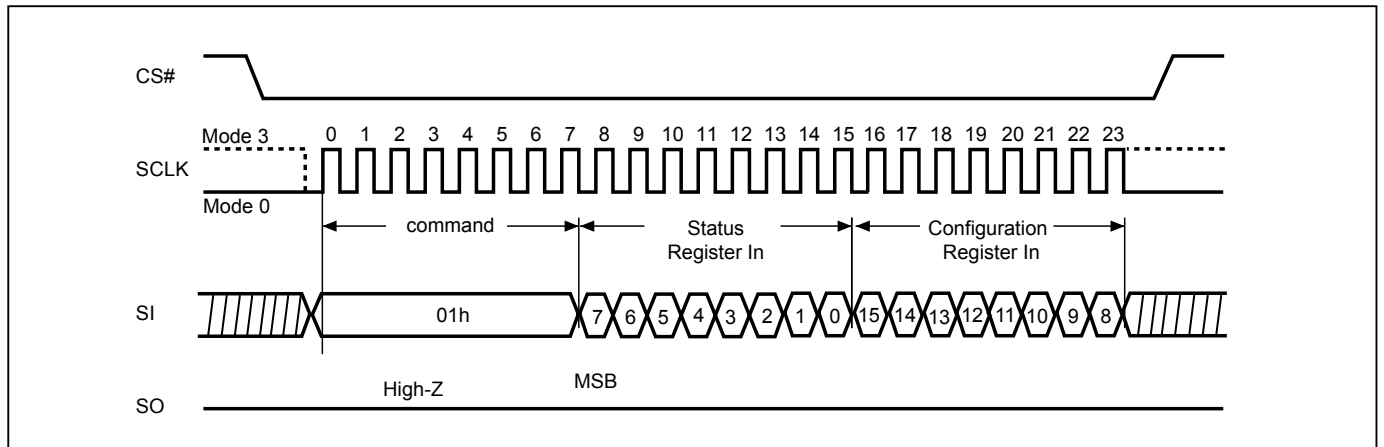 CS#
Mode 3
0 1 2 3 4 5 6 7 8 9 10 11 12 13 14 15 16 17 18 19 20 21 22 23
SCLK
Mode 0
command
Status
Register In
Configuration
Register In
SI
01h
7 6 5 4 3 2 1 0 15 14 13 12 11 10 9 8
High-Z
MSB
SO